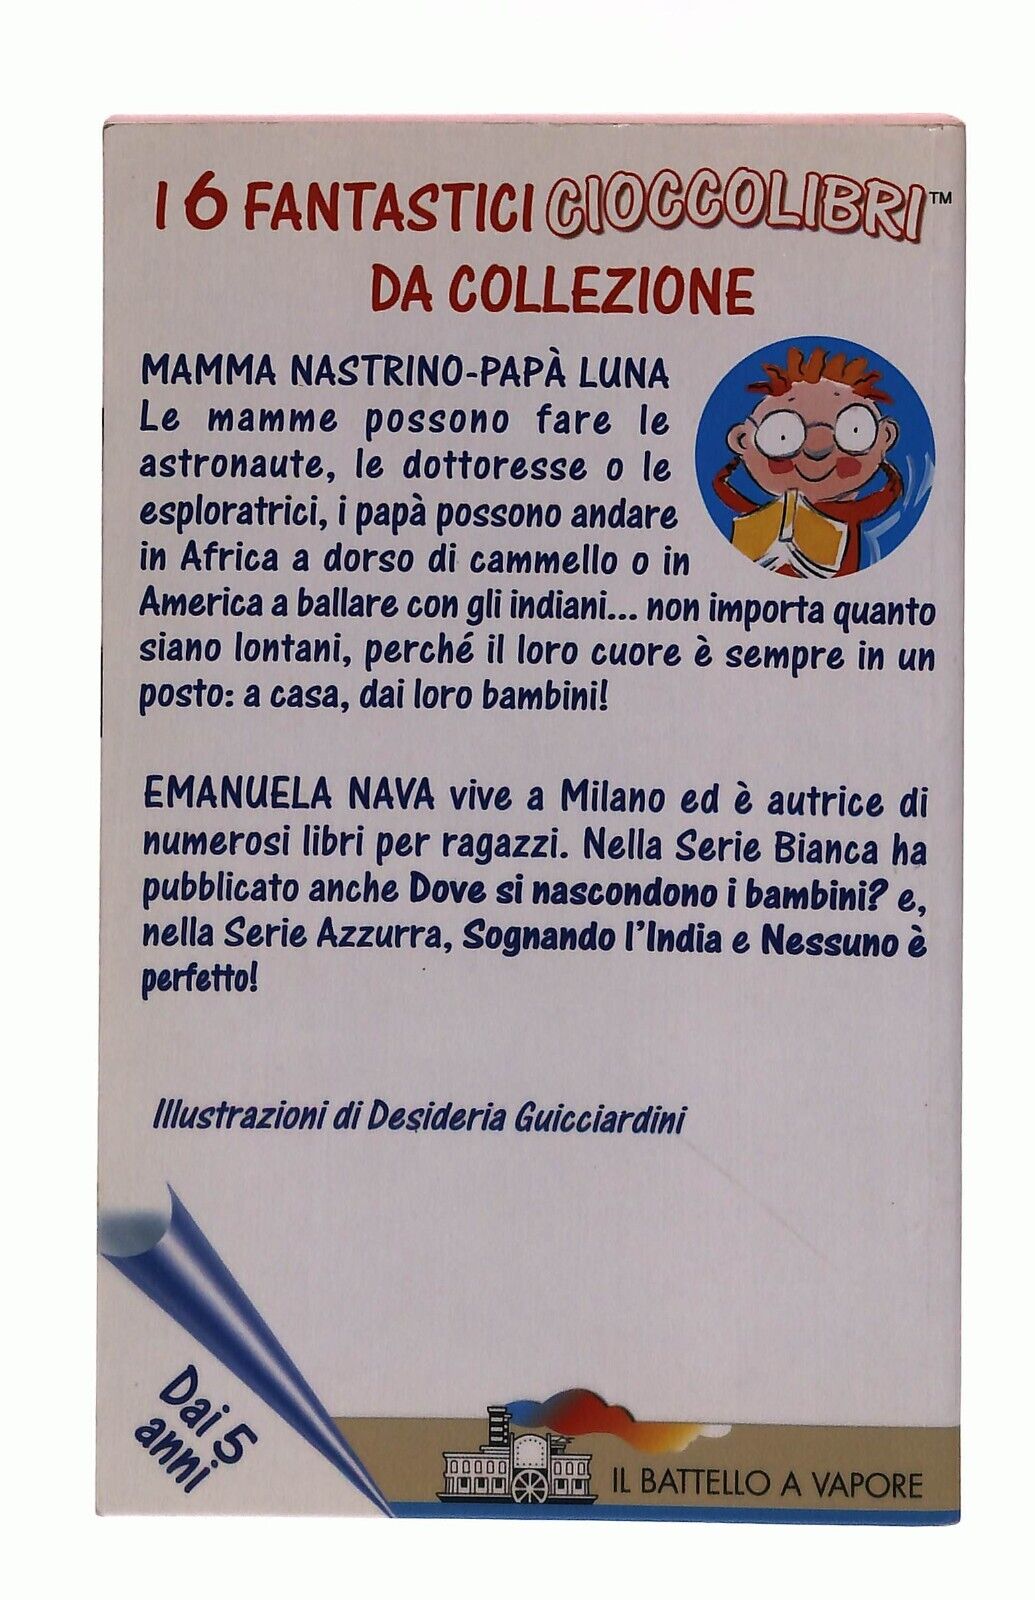 I 6 FANTASTICI CIOCCOLIBRI™
DA COLLEZIONE
MAMMA NASTRINO-PAPÀ LUNA
Le mamme possono fare le
astronaute, le dottoresse o le
esploratrici, i papà possono andare
in Africa a dorso di cammello o in
America a ballare con gli indiani... non importa quanto
siano lontani, perché il loro cuore è sempre in un
posto: a casa, dai loro bambini!
EMANUELA NAVA vive a Milano ed è autrice di
numerosi libri per ragazzi. Nella Serie Bianca ha
pubblicato anche Dove si nascondono i bambini? e,
nella Serie Azzurra, Sognando l'India e Nessuno è
perfetto!
Illustrazioni di Desideria Guicciardini
Dai 5
anni
IL BATTELLO A VAPORE